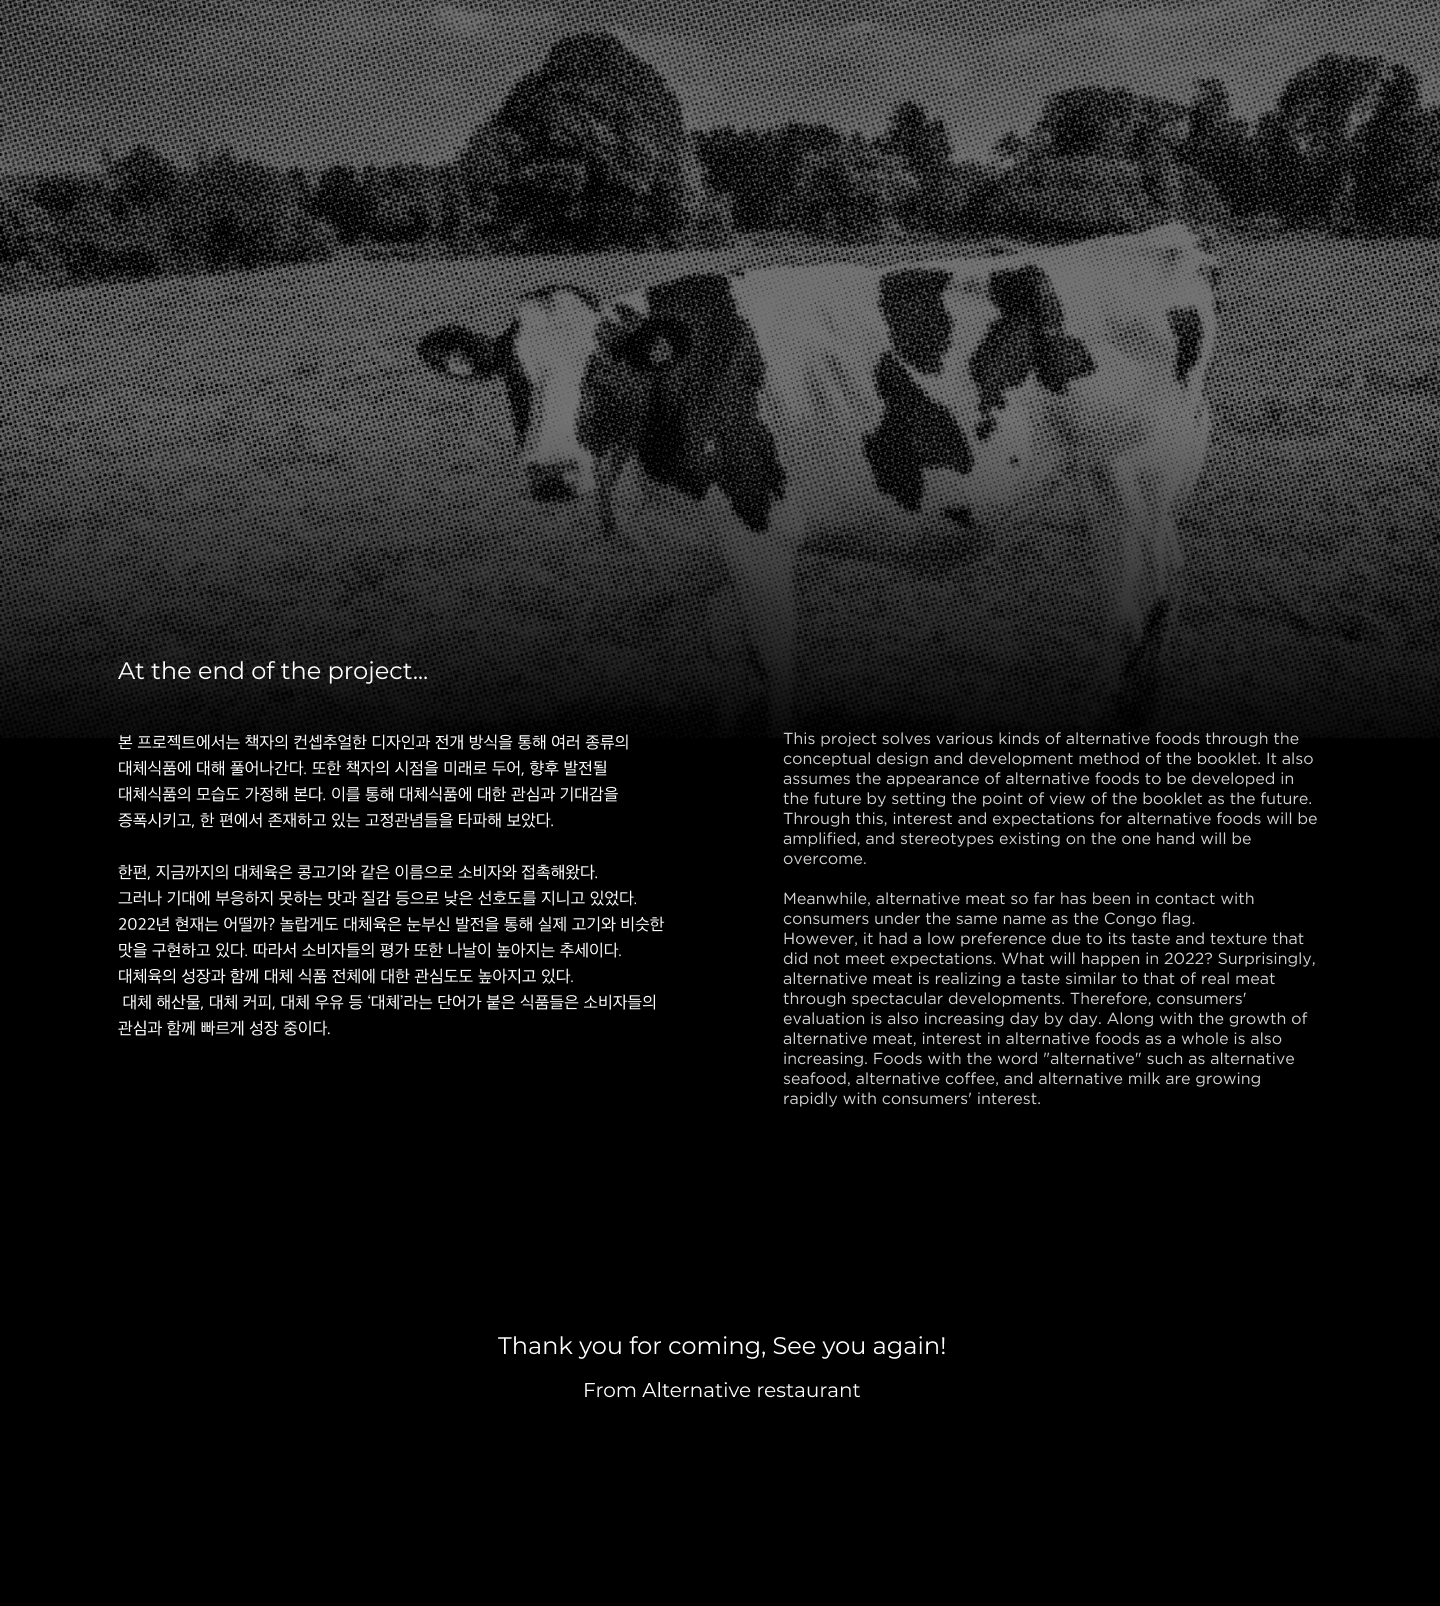 At the end of the project...
본 프로젝트에서는 책자의 컨셉추얼한 디자인과 전개 방식을 통해 여러 종류의
대체식품에 대해 풀어나간다. 또한 책자의 시점을 미래로 두어, 향후 발전될
대체식품의 모습도 가정해 본다. 이를 통해 대체식품에 대한 관심과 기대감을
증폭시키고, 한 편에서 존재하고 있는 고정관념들을 타파해 보았다.
한편, 지금까지의 대체육은 콩고기와 같은 이름으로 소비자와 접촉해왔다.
그러나 기대에 부응하지 못하는 맛과 질감 등으로 낮은 선호도를 지니고 있었다.
2022년 현재는 어떨까? 놀랍게도 대체육은 눈부신 발전을 통해 실제 고기와 비슷한
맛을 구현하고 있다. 따라서 소비자들의 평가 또한 나날이 높아지는 추세이다.
대체육의 성장과 함께 대체 식품 전체에 대한 관심도도 높아지고 있다.
대체 해산물, 대체 커피, 대체 우유 등 ‘대체’라는 단어가 붙은 식품들은 소비자들의
관심과 함께 빠르게 성장 중이다.
This project solves various kinds of alternative foods through the
conceptual design and development method of the booklet. It also
assumes the appearance of alternative foods to be developed in
the future by setting the point of view of the booklet as the future.
Through this, interest and expectations for alternative foods will be
amplified, and stereotypes existing on the one hand will be
overcome.
Meanwhile, alternative meat so far has been in contact with
consumers under the same name as the Congo flag.
However, it had a low preference due to its taste and texture that
did not meet expectations. What will happen in 2022? Surprisingly,
alternative meat is realizing a taste similar to that of real meat
through spectacular developments. Therefore, consumers'
evaluation is also increasing day by day. Along with the growth of
alternative meat, interest in alternative foods as a whole is also
increasing. Foods with the word "alternative" such as alternative
seafood, alternative coffee, and alternative milk are growing
rapidly with consumers' interest.
Thank you for coming, See you again!
From Alternative restaurant